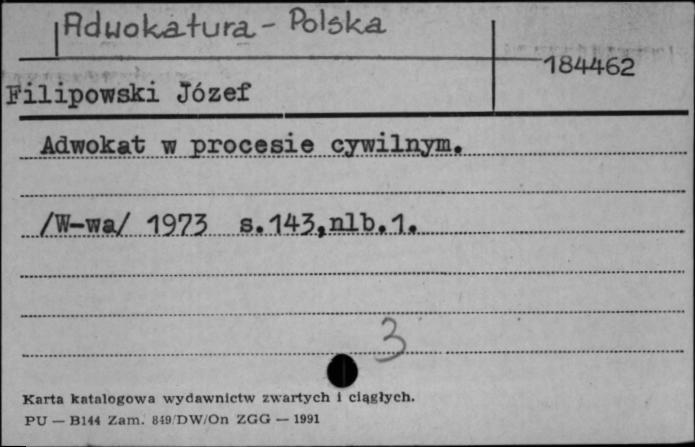 Adwokatura - Polska
184462
Filipowski Józef
Adwokat w procesie cywilnym.
/W-wa/ 1973 s.143,nlb.1.
3
Karta katalogowa wydawnictw zwartych i ciągłych.
PU — B144 Zam. 849/DW/On ZGG — 1991